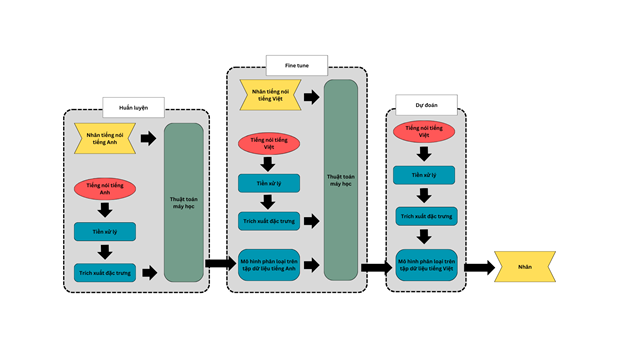 Huấn luyện
Nhãn tiếng nói
tiếng Anh
Tiếng nói tiếng
Anh
Tiền xử lý
Trích xuất đặc trưng
Thuật toán
máy học
Fine tune
Nhãn tiếng nói
tiếng Việt
Tiếng nói tiếng
Việt
Tiền xử lý
Trích xuất đặc trưng
Mô hình phân loại trên
tập dữ liệu tiếng Anh
Thuật toán
máy học
Dự đoán
Tiếng nói tiếng
Việt
Tiền xử lý
Trích xuất đặc trưng
Mô hình phân loại trên
tập dữ liệu tiếng Việt
Nhãn